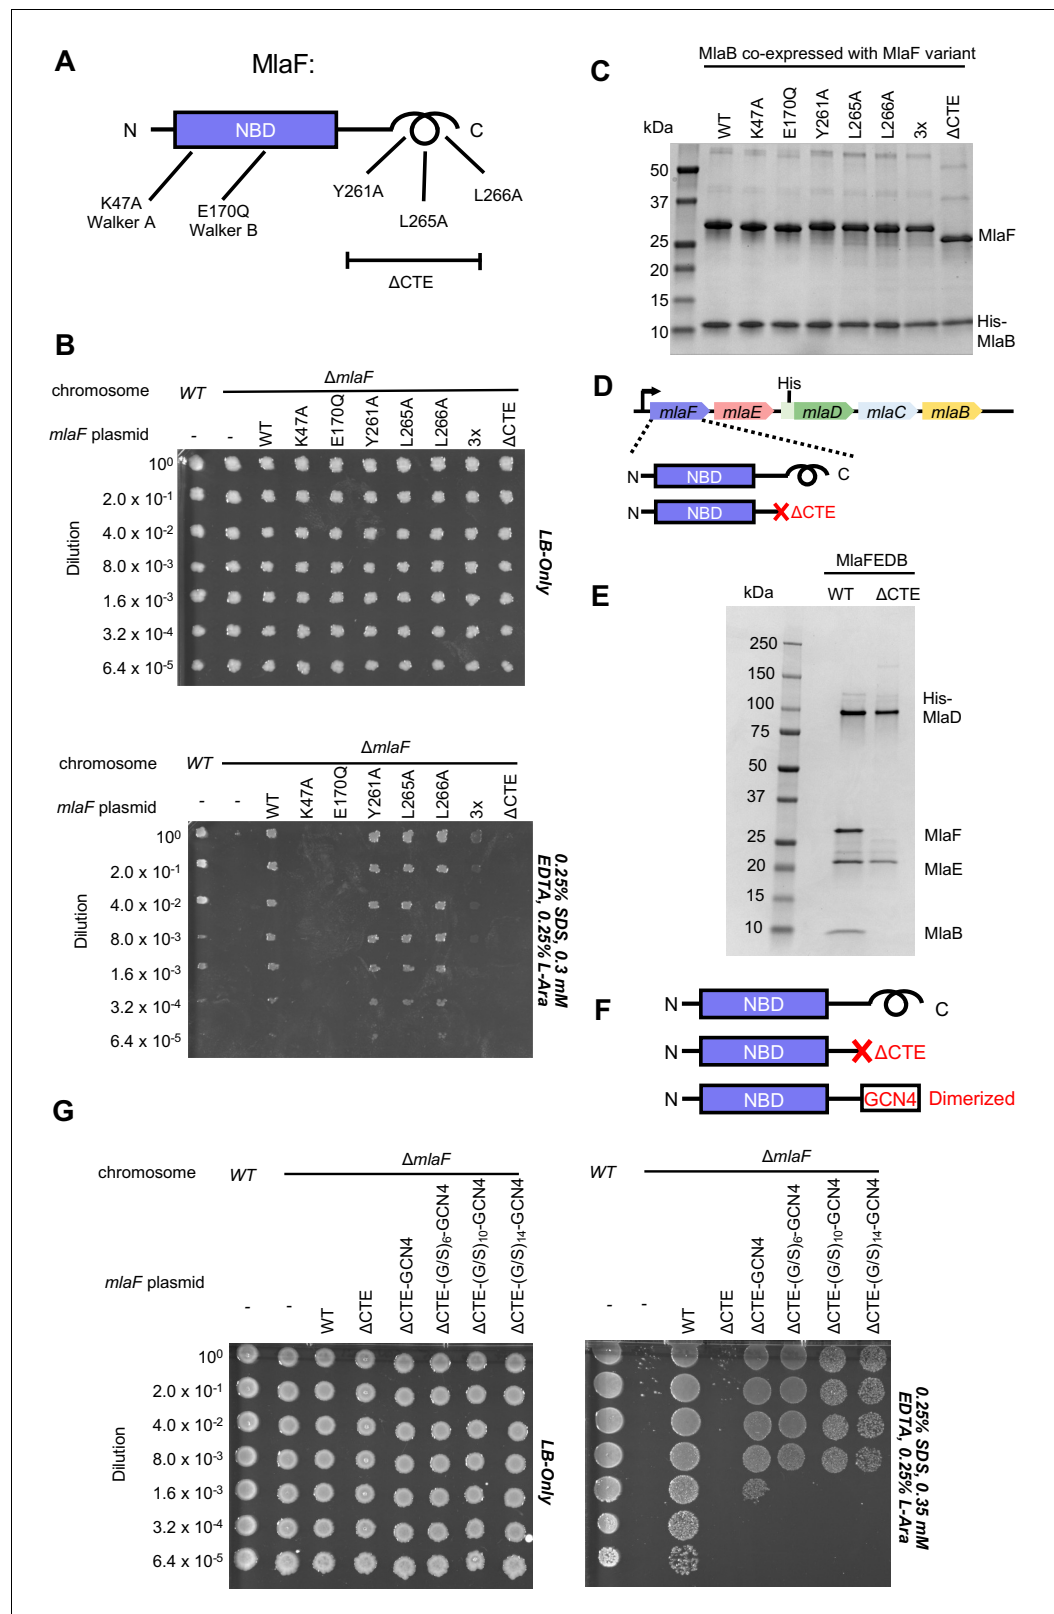 A
MlaF:
N
NBD
C
K47A
Walker A
E170Q
Walker B
Y261A
L265A
L266A
ΔCTE
B
chromosome
WT
ΔmlaF
mlaF plasmid
-
-
WT
K47A
E170Q
Y261A
L265A
L266A
3x
ΔCTE
Dilution
10⁰
2.0 x 10⁻¹
4.0 x 10⁻²
8.0 x 10⁻³
1.6 x 10⁻³
3.2 x 10⁻⁴
6.4 x 10⁻⁵
LB-Only
chromosome
WT
ΔmlaF
mlaF plasmid
-
-
WT
K47A
E170Q
Y261A
L265A
L266A
3x
ΔCTE
Dilution
10⁰
2.0 x 10⁻¹
4.0 x 10⁻²
8.0 x 10⁻³
1.6 x 10⁻³
3.2 x 10⁻⁴
6.4 x 10⁻⁵
0.25% SDS, 0.3 mM
EDTA, 0.25% L-Ara
C
MlaB co-expressed with MlaF variant
kDa
WT
K47A
E170Q
Y261A
L265A
L266A
3x
ΔCTE
50
37
25
20
15
10
MlaF
His-
MlaB
D
His
mlaF
mlaE
mlaD
mlaC
mlaB
N
NBD
C
N
NBD
ΔCTE
E
MlaFEDB
kDa
WT
ΔCTE
250
150
100
75
50
37
25
20
15
10
His-
MlaD
MlaF
MlaE
MlaB
F
N
NBD
C
N
NBD
ΔCTE
N
NBD
GCN4
Dimerized
G
chromosome
WT
ΔmlaF
mlaF plasmid
-
-
WT
ΔCTE
ΔCTE-GCN4
ΔCTE-(G/S)₆-GCN4
ΔCTE-(G/S)₁₀-GCN4
ΔCTE-(G/S)₁₄-GCN4
Dilution
10⁰
2.0 x 10⁻¹
4.0 x 10⁻²
8.0 x 10⁻³
1.6 x 10⁻³
3.2 x 10⁻⁴
6.4 x 10⁻⁵
LB-Only
WT
ΔmlaF
-
-
WT
ΔCTE
ΔCTE-GCN4
ΔCTE-(G/S)₆-GCN4
ΔCTE-(G/S)₁₀-GCN4
ΔCTE-(G/S)₁₄-GCN4
0.25% SDS, 0.35 mM
EDTA, 0.25% L-Ara